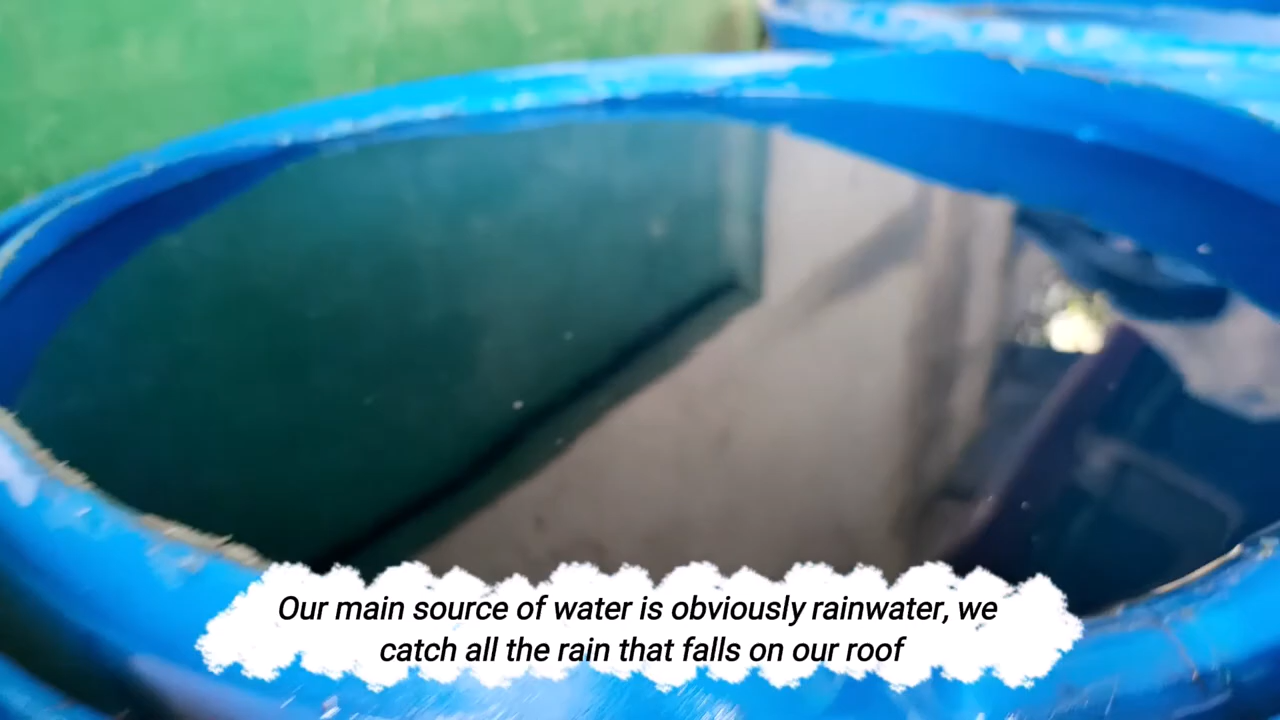 Our main source of water is obviously rainwater, we
catch all the rain that falls on our roof